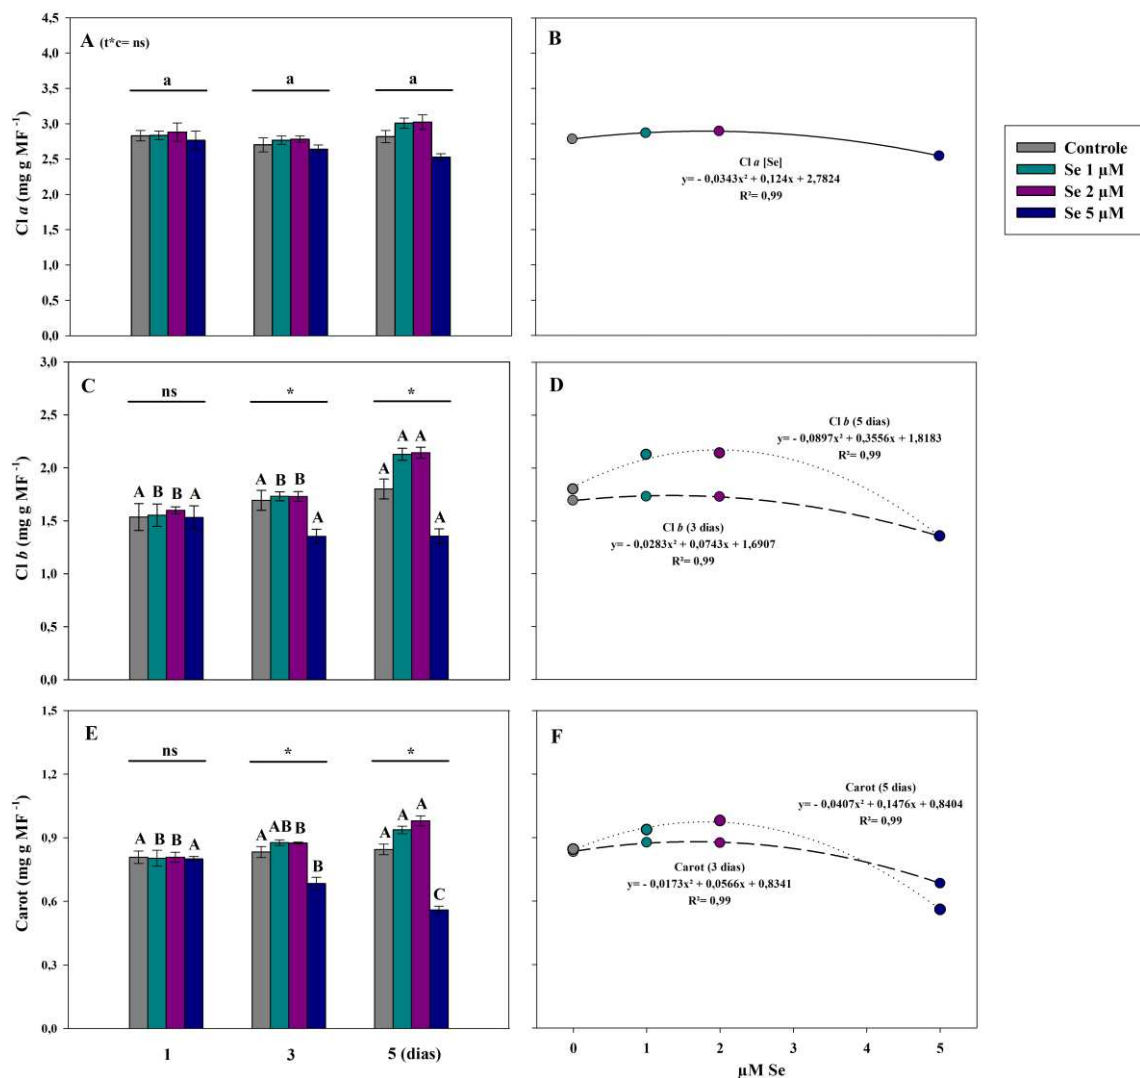 A (t*c= ns)
a
a
a
4,5
4,0
3,5
3,0
2,5
2,0
1,5
1,0
0,5
0,0
Cl a (mg g MF⁻¹)
B
Cl a [Se]
y= - 0,0343x² + 0,124x + 2,7824
R²= 0,99
Controle
Se 1 µM
Se 2 µM
Se 5 µM
C
ns
*
*
3,0
2,5
2,0
1,5
1,0
0,5
0,0
Cl b (mg g MF⁻¹)
A B B A
A B B A
A A A A
D
Cl b (5 dias)
y= - 0,0897x² + 0,3556x + 1,8183
R²= 0,99
Cl b (3 dias)
y= - 0,0283x² + 0,0743x + 1,6907
R²= 0,99
E
ns
*
*
1,5
1,2
0,9
0,6
0,3
0,0
Carot (mg g MF⁻¹)
A B B A
A AB B B
A A A C
1 3 5 (dias)
F
Carot (5 dias)
y= - 0,0407x² + 0,1476x + 0,8404
R²= 0,99
Carot (3 dias)
y= - 0,0173x² + 0,0566x + 0,8341
R²= 0,99
0 1 2 3 4 5
µM Se